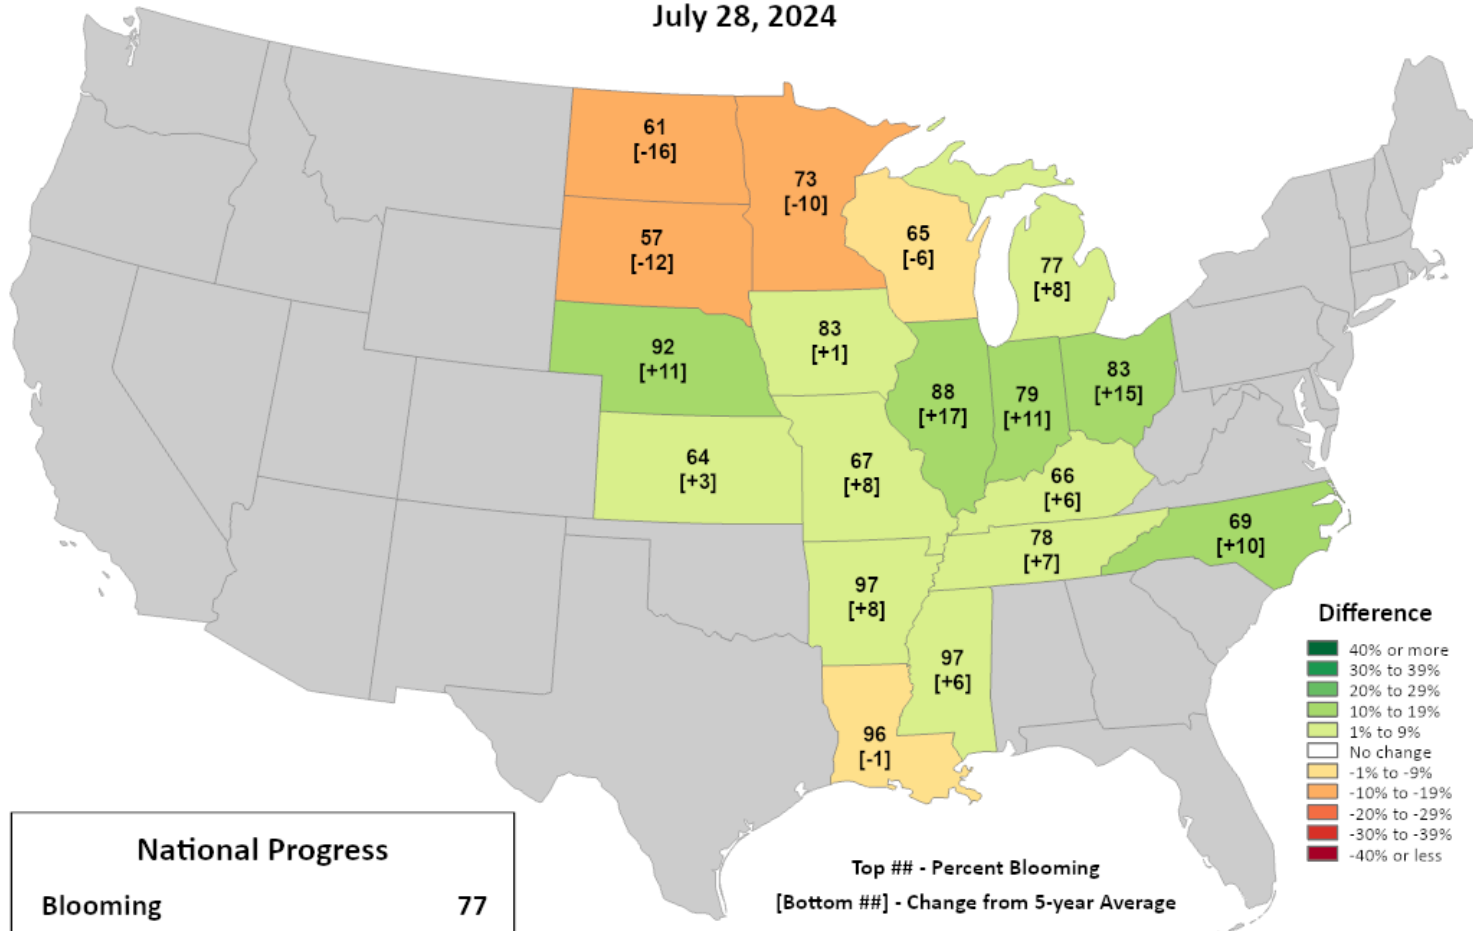 July 28, 2024
61
[-16]
73
[-10]
57
[-12]
65
[-6]
77
[+8]
92
[+11]
83
[+1]
88
[+17]
79
[+11]
83
[+15]
64
[+3]
67
[+8]
66
[+6]
78
[+7]
69
[+10]
97
[+8]
97
[+6]
96
[-1]
Difference
40% or more
30% to 39%
20% to 29%
10% to 19%
1% to 9%
No change
-1% to -9%
-10% to -19%
-20% to -29%
-30% to -39%
-40% or less
National Progress
Blooming 77
Top ## - Percent Blooming
[Bottom ##] - Change from 5-year Average